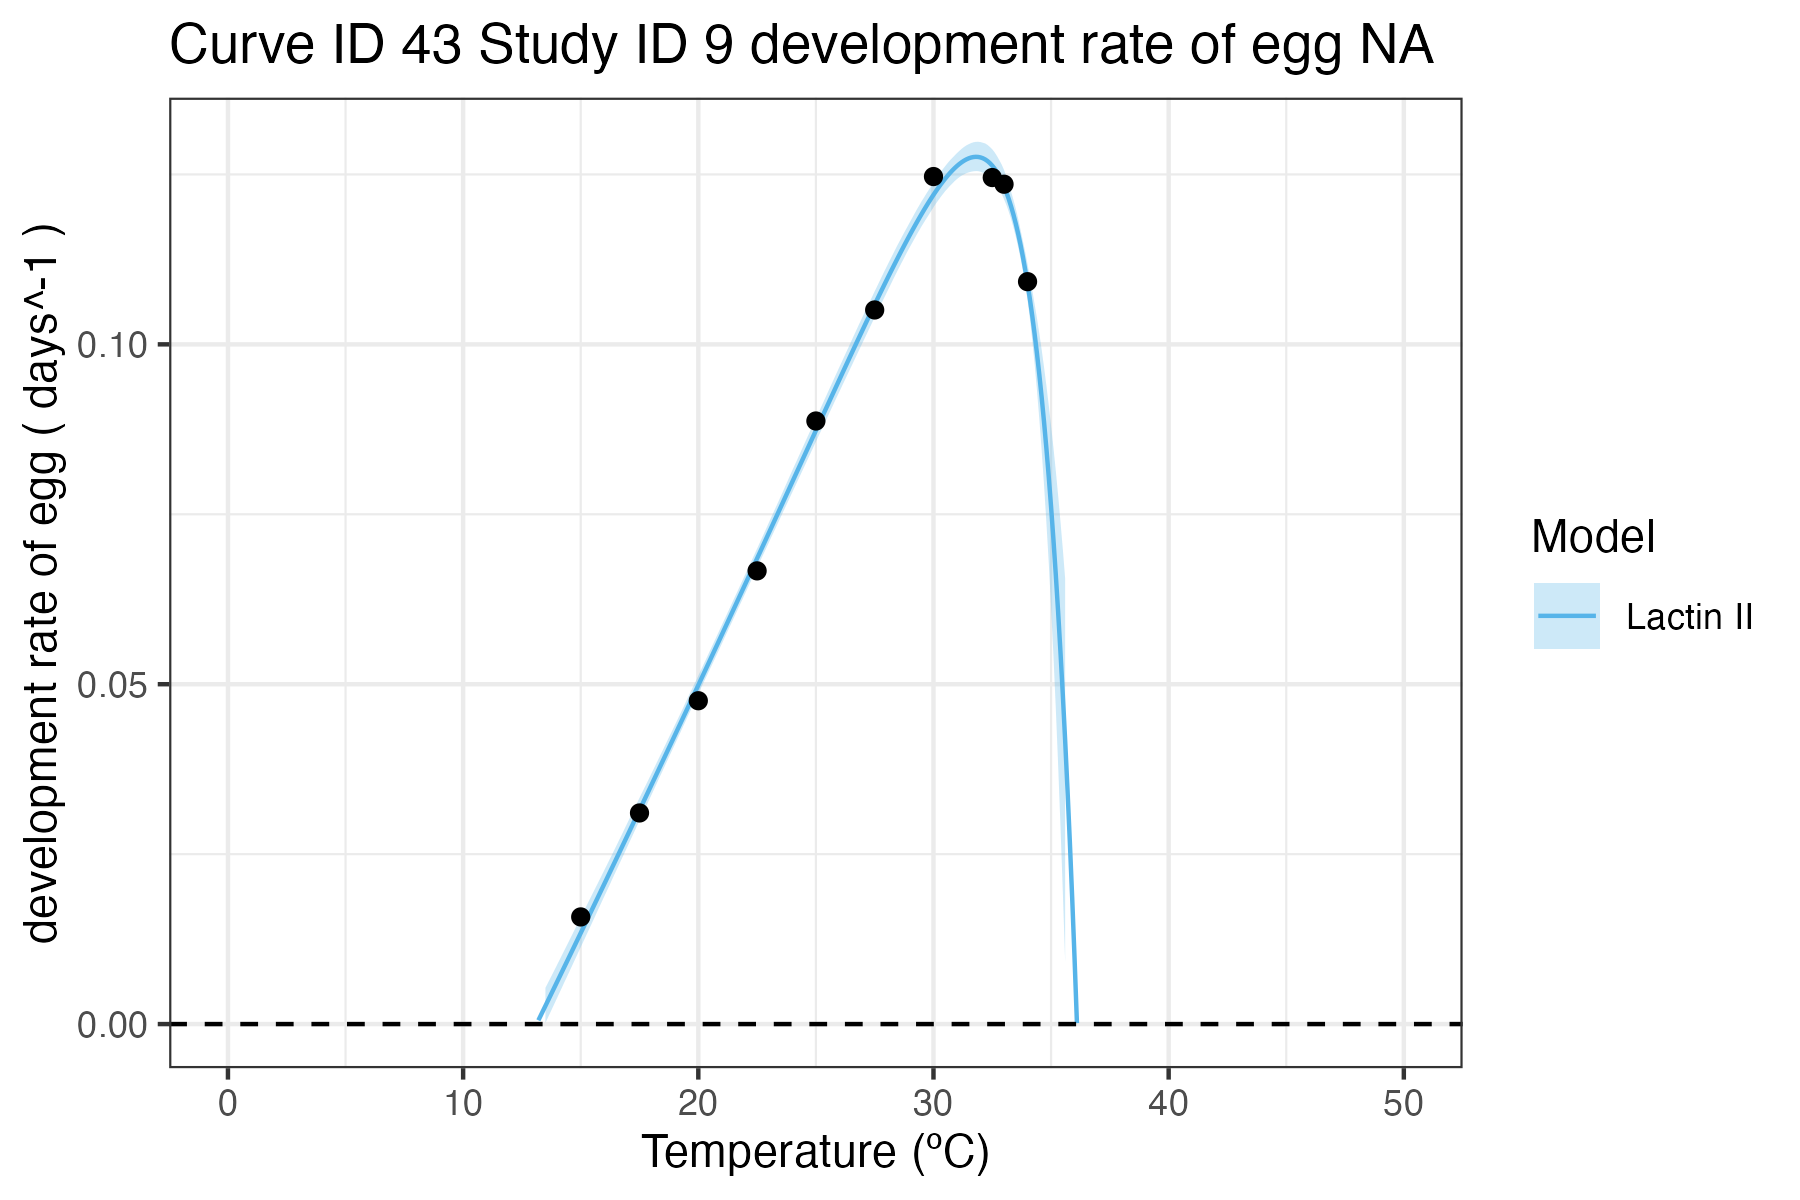 Curve ID 43 Study ID 9 development rate of egg NA
development rate of egg ( days^-1 )
0.10
0.05
0.00
0
10
20
30
40
50
Temperature (ºC)
Model
Lactin II